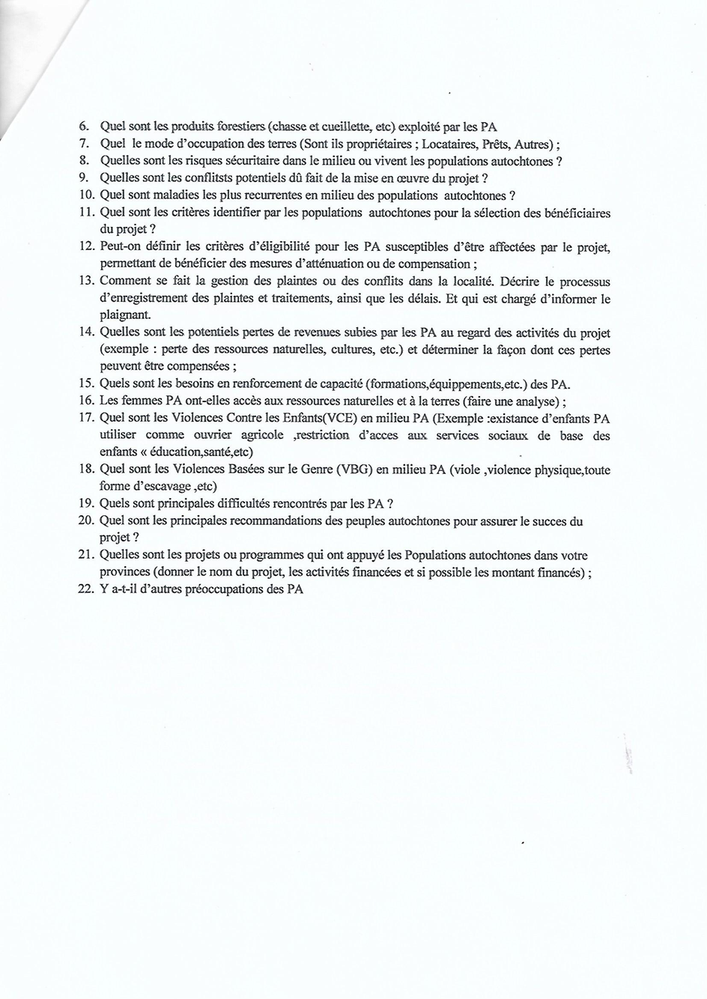 6. Quel sont les produits forestiers (chasse et cueillette, etc) exploité par les PA
7. Quel le mode d'occupation des terres (Sont ils propriétaires ; Locataires, Prêts, Autres) ;
8. Quelles sont les risques sécuritaire dans le milieu ou vivent les populations autochtones ?
9. Quelles sont les conflitsts potentiels dû fait de la mise en œuvre du projet ?
10. Quel sont maladies les plus recurrentes en milieu des populations autochtones ?
11. Quel sont les critères identifier par les populations autochtones pour la sélection des bénéficiaires
du projet ?
12. Peut-on définir les critères d'éligibilité pour les PA susceptibles d'être affectées par le projet,
permettant de bénéficier des mesures d'atténuation ou de compensation ;
13. Comment se fait la gestion des plaintes ou des conflits dans la localité. Décrire le processus
d'enregistrement des plaintes et traitements, ainsi que les délais. Et qui est chargé d'informer le
plaignant.
14. Quelles sont les potentiels pertes de revenues subies par les PA au regard des activités du projet
(exemple : perte des ressources naturelles, cultures, etc.) et déterminer la façon dont ces pertes
peuvent être compensées ;
15. Quels sont les besoins en renforcement de capacité (formations,équippements,etc.) des PA.
16. Les femmes PA ont-elles accès aux ressources naturelles et à la terres (faire une analyse) ;
17. Quel sont les Violences Contre les Enfants(VCE) en milieu PA (Exemple :existance d'enfants PA
utiliser comme ouvrier agricole ,restriction d'acces aux services sociaux de base des
enfants « éducation,santé,etc)
18. Quel sont les Violences Basées sur le Genre (VBG) en milieu PA (viole ,violence physique,toute
forme d'escavage ,etc)
19. Quels sont principales difficultés rencontrés par les PA ?
20. Quel sont les principales recommandations des peuples autochtones pour assurer le succes du
projet ?
21. Quelles sont les projets ou programmes qui ont appuyé les Populations autochtones dans votre
provinces (donner le nom du projet, les activités financées et si possible les montant financés) ;
22. Y a-t-il d'autres préoccupations des PA